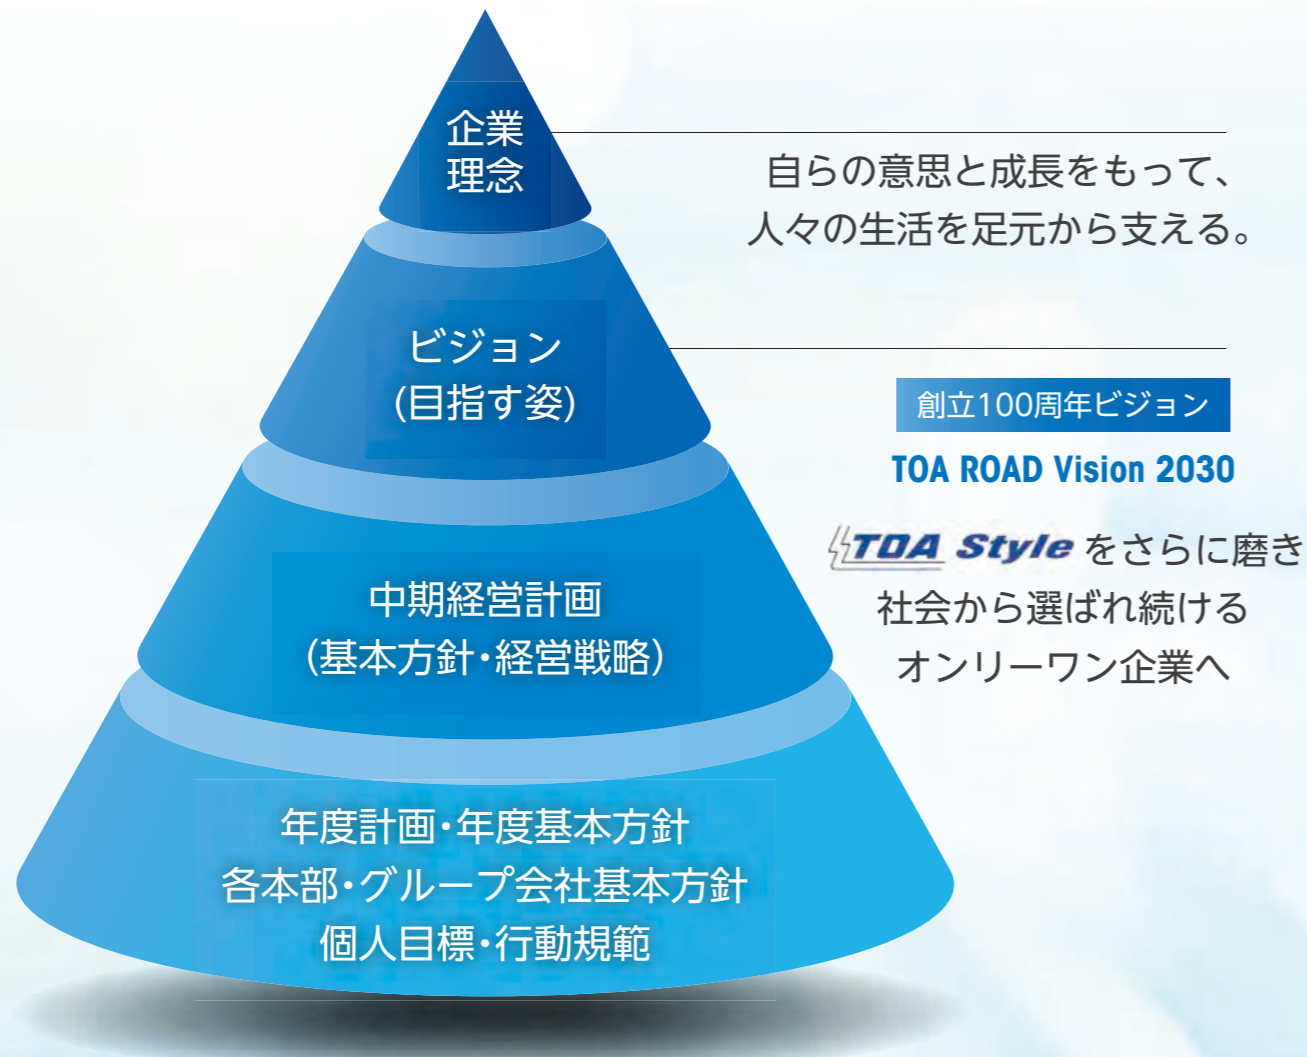 企業
理念
自らの意思と成長をもって、
人々の生活を足元から支える。
ビジョン
(目指す姿)
創立100周年ビジョン
TOA ROAD Vision 2030
TOA Style をさらに磨き
社会から選ばれ続ける
オンリーワン企業へ
中期経営計画
（基本方針・経営戦略）
年度計画・年度基本方針
各本部・グループ会社基本方針
個人目標・行動規範